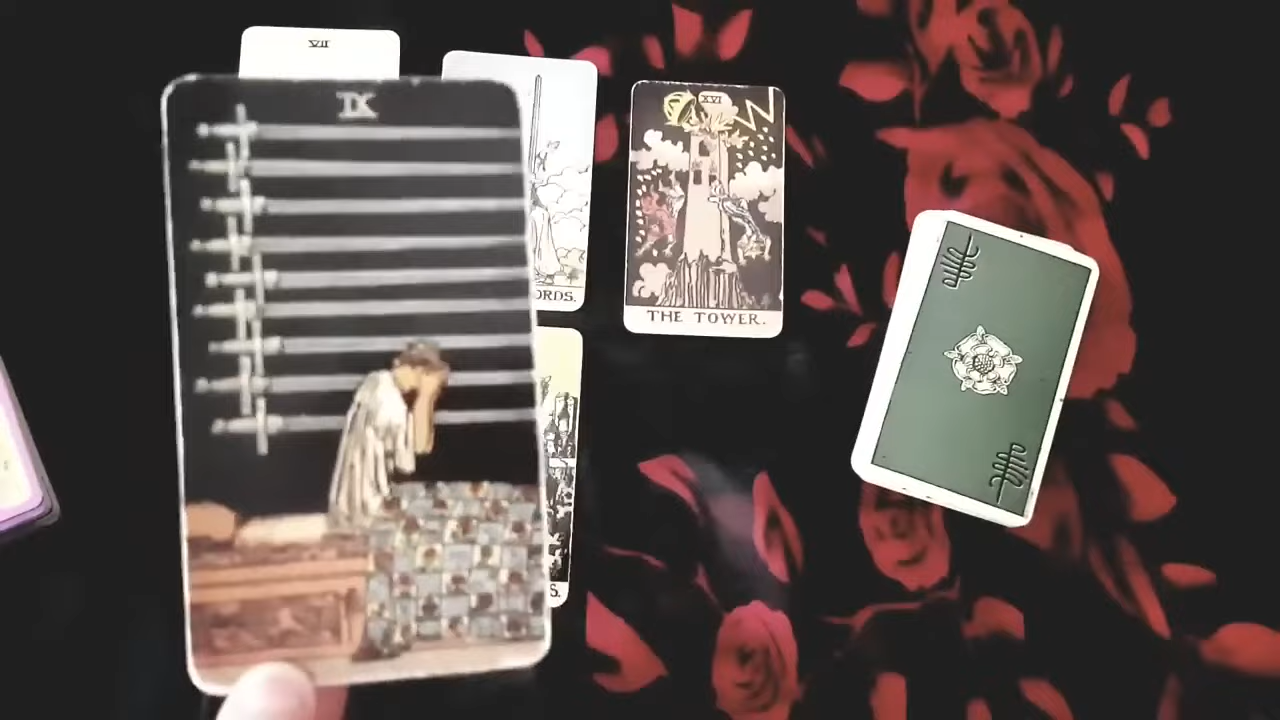 VII
IX
ORDS.
XVI
THE TOWER.
S.